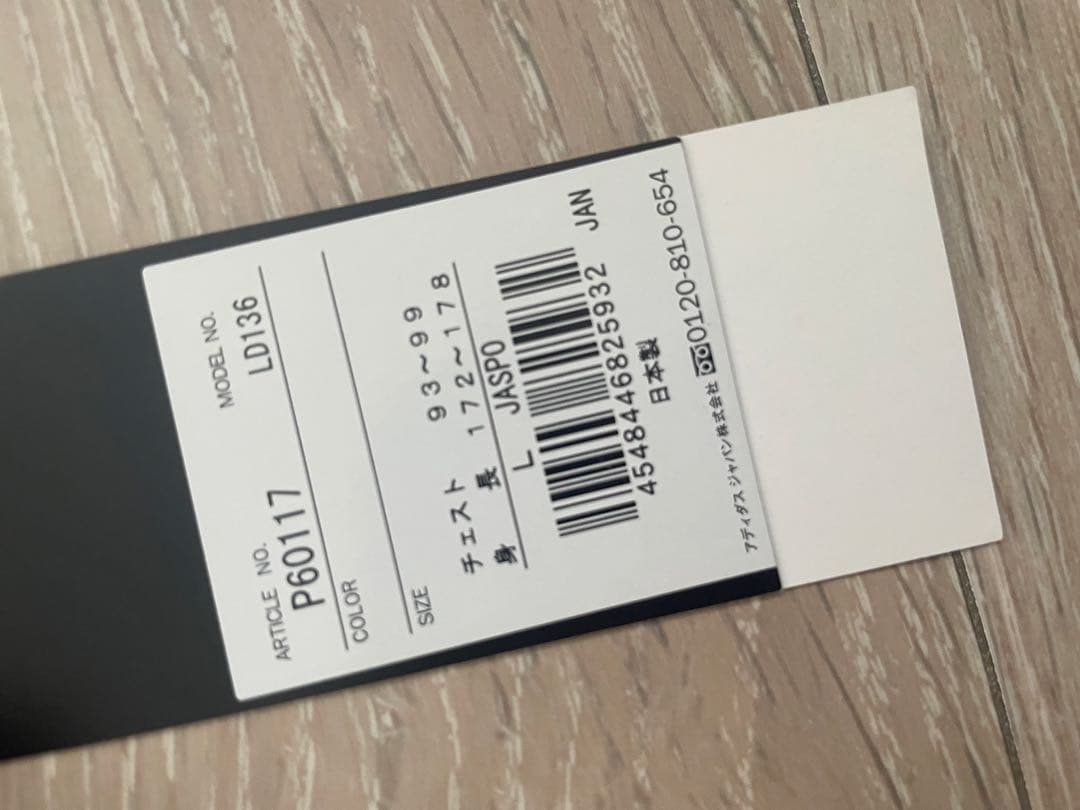 ARTICLE NO. MODEL NO.
P60117 LD136
COLOR
SIZE
チェスト 93~99
身 長 172~178
L JASPO
JAN
4548446825932
日本製
アディダス ジャパン株式会社 0120-810-654